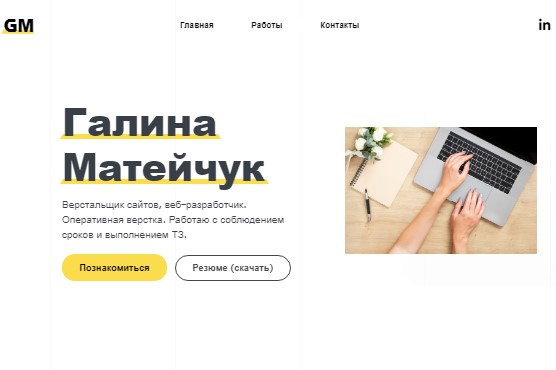 GM
Главная
Работы
Контакты
in
Галина
Матейчук
Верстальщик сайтов, веб-разработчик.
Оперативная верстка. Работаю с соблюдением
сроков и выполнением ТЗ.
Познакомиться
Резюме (скачать)